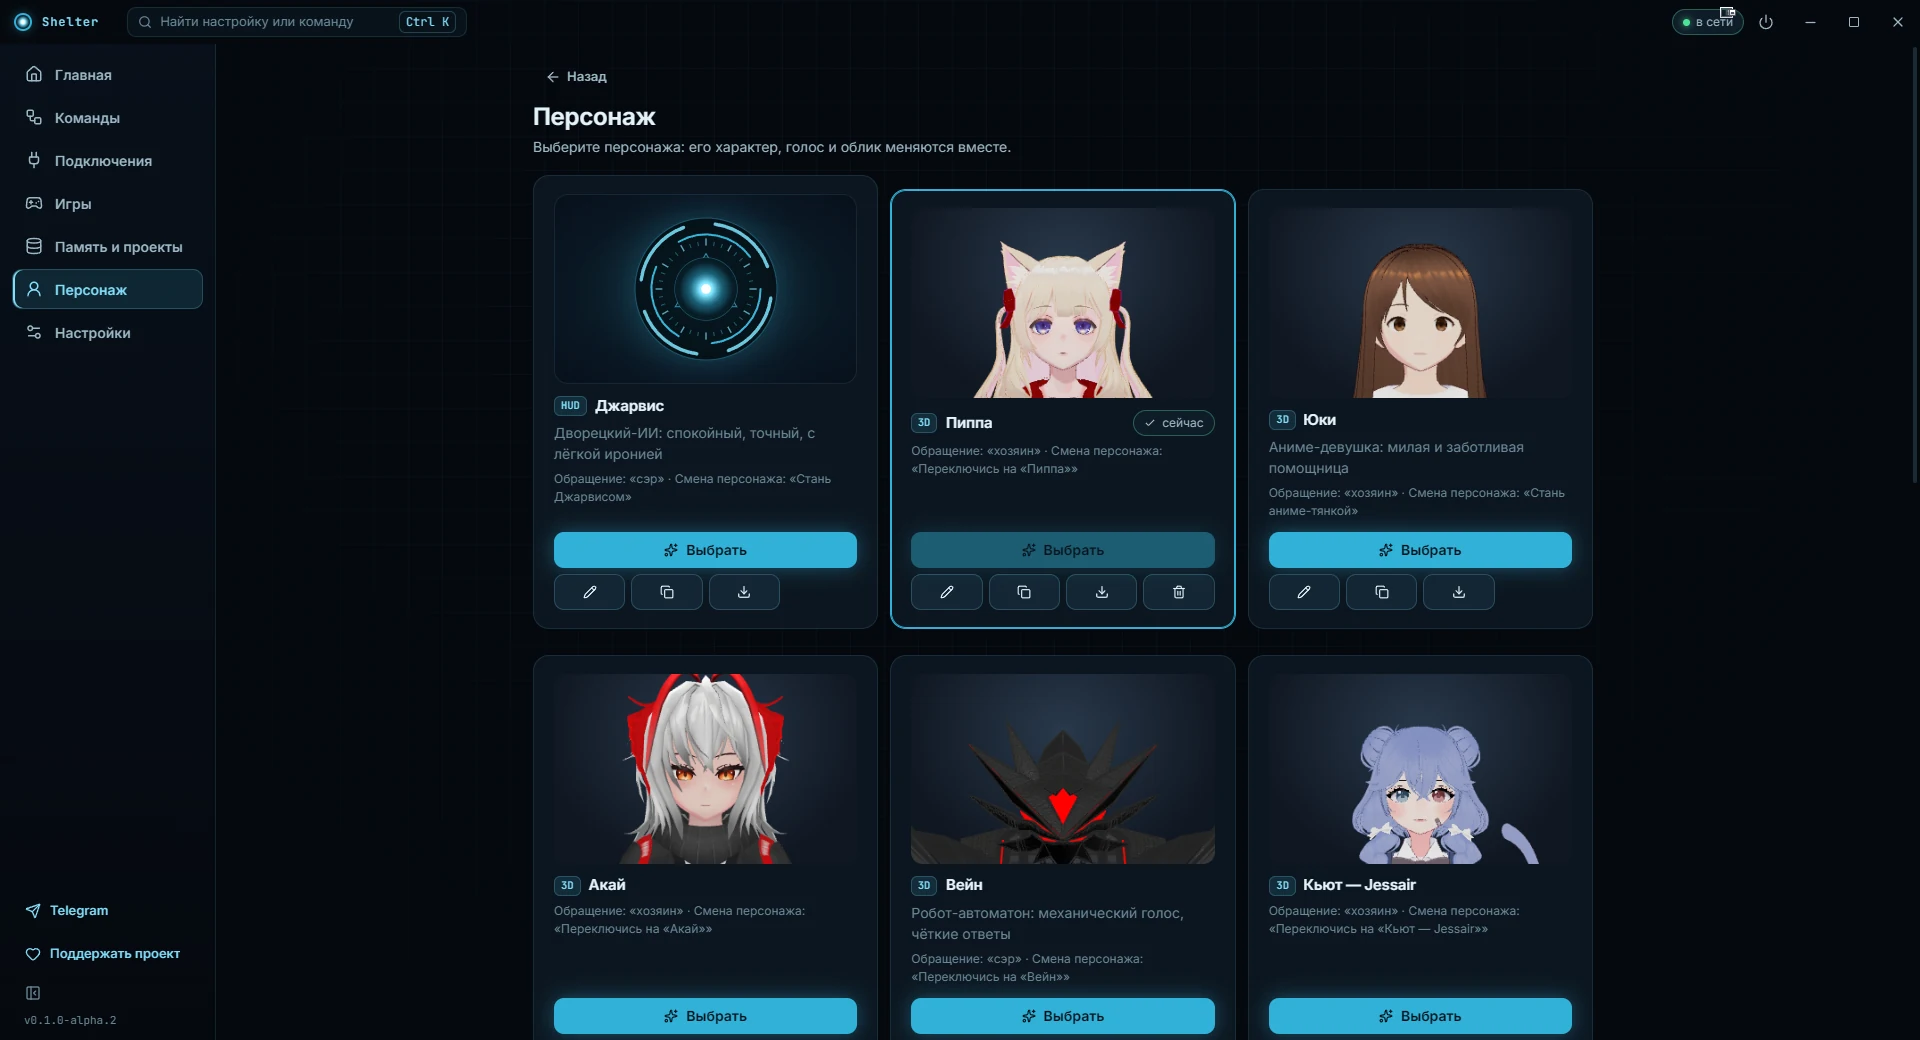 Shelter
Найти настройку или команду
Ctrl K
в сети
Главная
Команды
Подключения
Игры
Память и проекты
Персонаж
Настройки
Telegram
Поддержать проект
v0.1.0-alpha.2
Назад
Персонаж
Выберите персонажа: его характер, голос и облик меняются вместе.
HUD Джарвис
Дворецкий-ИИ: спокойный, точный, с
лёгкой иронией
Обращение: «сэр» · Смена персонажа: «Стань
Джарвисом»
Выбрать
3D Пиппа
сейчас
Обращение: «хозяин» · Смена персонажа:
«Переключись на «Пиппа»»
Выбрать
3D Юки
Аниме-девушка: милая и заботливая
помощница
Обращение: «хозяин» · Смена персонажа: «Стань
аниме-тянкой»
Выбрать
3D Акай
Обращение: «хозяин» · Смена персонажа:
«Переключись на «Акай»»
Выбрать
3D Вейн
Робот-автоматон: механический голос,
чёткие ответы
Обращение: «сэр» · Смена персонажа:
«Переключись на «Вейн»»
Выбрать
3D Кьют — Jessair
Обращение: «хозяин» · Смена персонажа:
«Переключись на «Кьют — Jessair»»
Выбрать